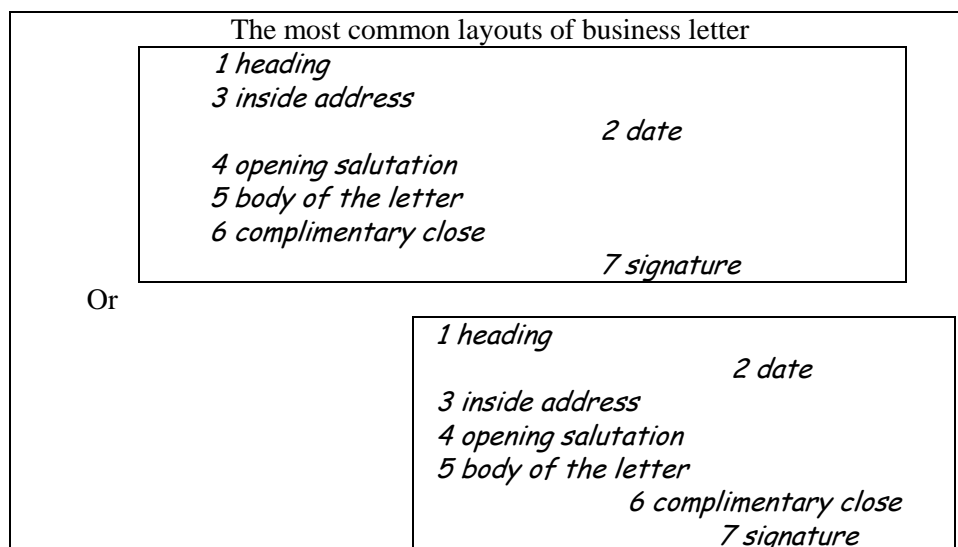 The most common layouts of business letter
1 heading
3 inside address
2 date
4 opening salutation
5 body of the letter
6 complimentary close
7 signature
Or
1 heading
2 date
3 inside address
4 opening salutation
5 body of the letter
6 complimentary close
7 signature